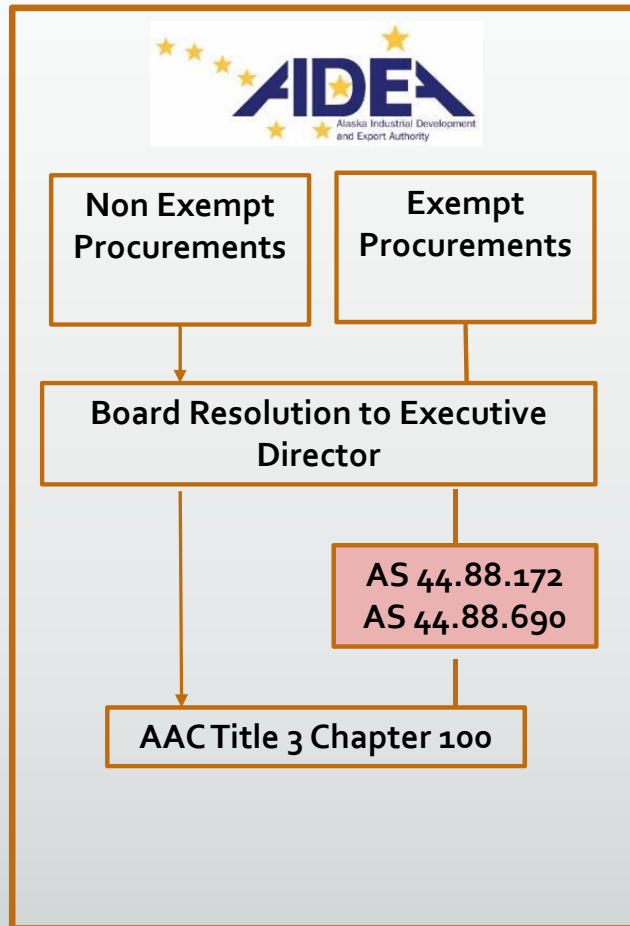 AIDEA
Alaska Industrial Development
and Export Authority
Non Exempt
Procurements
Exempt
Procurements
Board Resolution to Executive
Director
AS 44.88.172
AS 44.88.690
AAC Title 3 Chapter 100